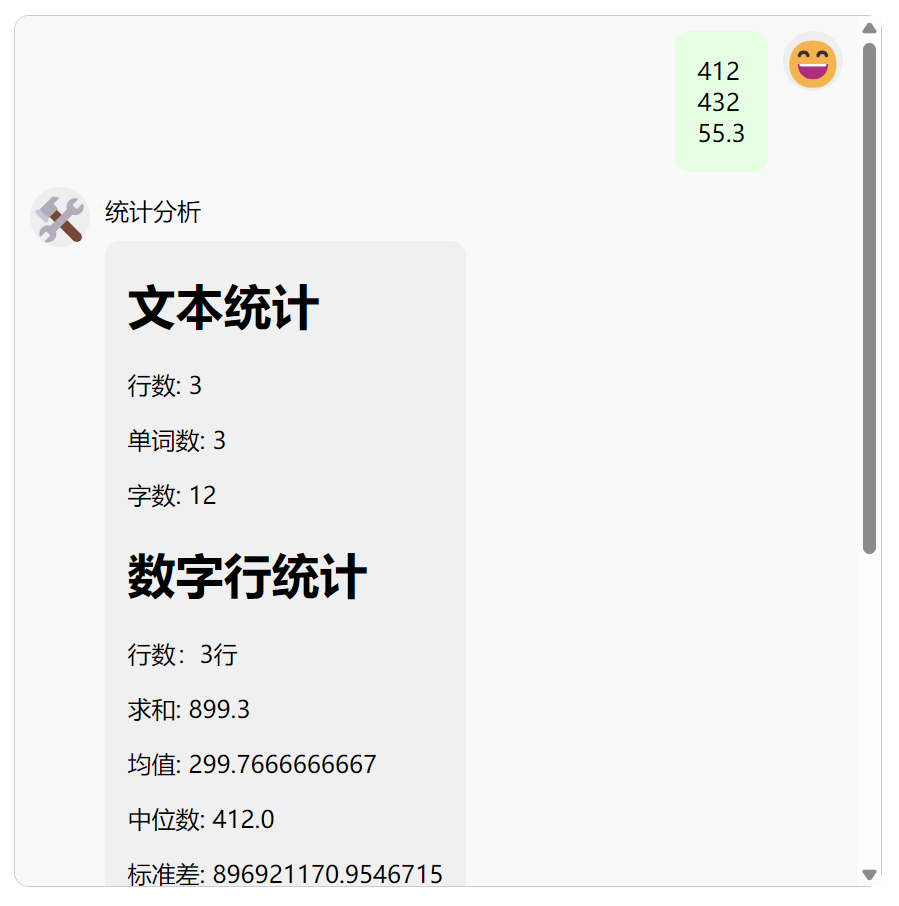 412
432
55.3
统计分析
文本统计
行数: 3
单词数: 3
字数: 12
数字行统计
行数：3行
求和: 899.3
均值: 299.7666666667
中位数: 412.0
标准差: 896921170.9546715